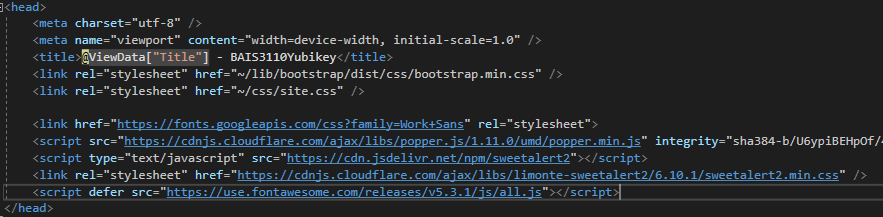 <head>
<meta charset="utf-8" />
<meta name="viewport" content="width=device-width, initial-scale=1.0" />
<title>@ViewData["Title"] - BAIS3110Yubikey</title>
<link rel="stylesheet" href="~/lib/bootstrap/dist/css/bootstrap.min.css" />
<link rel="stylesheet" href="~/css/site.css" />
<link href="https://fonts.googleapis.com/css?family=Work+Sans" rel="stylesheet">
<script src="https://cdnjs.cloudflare.com/ajax/libs/popper.js/1.11.0/umd/popper.min.js" integrity="sha384-b/U6ypiBEHpOf/
<script type="text/javascript" src="https://cdn.jsdelivr.net/npm/sweetalert2"></script>
<link rel="stylesheet" href="https://cdnjs.cloudflare.com/ajax/libs/limonte-sweetalert2/6.10.1/sweetalert2.min.css" />
<script defer src="https://use.fontawesome.com/releases/v5.3.1/js/all.js"></script>
</head>